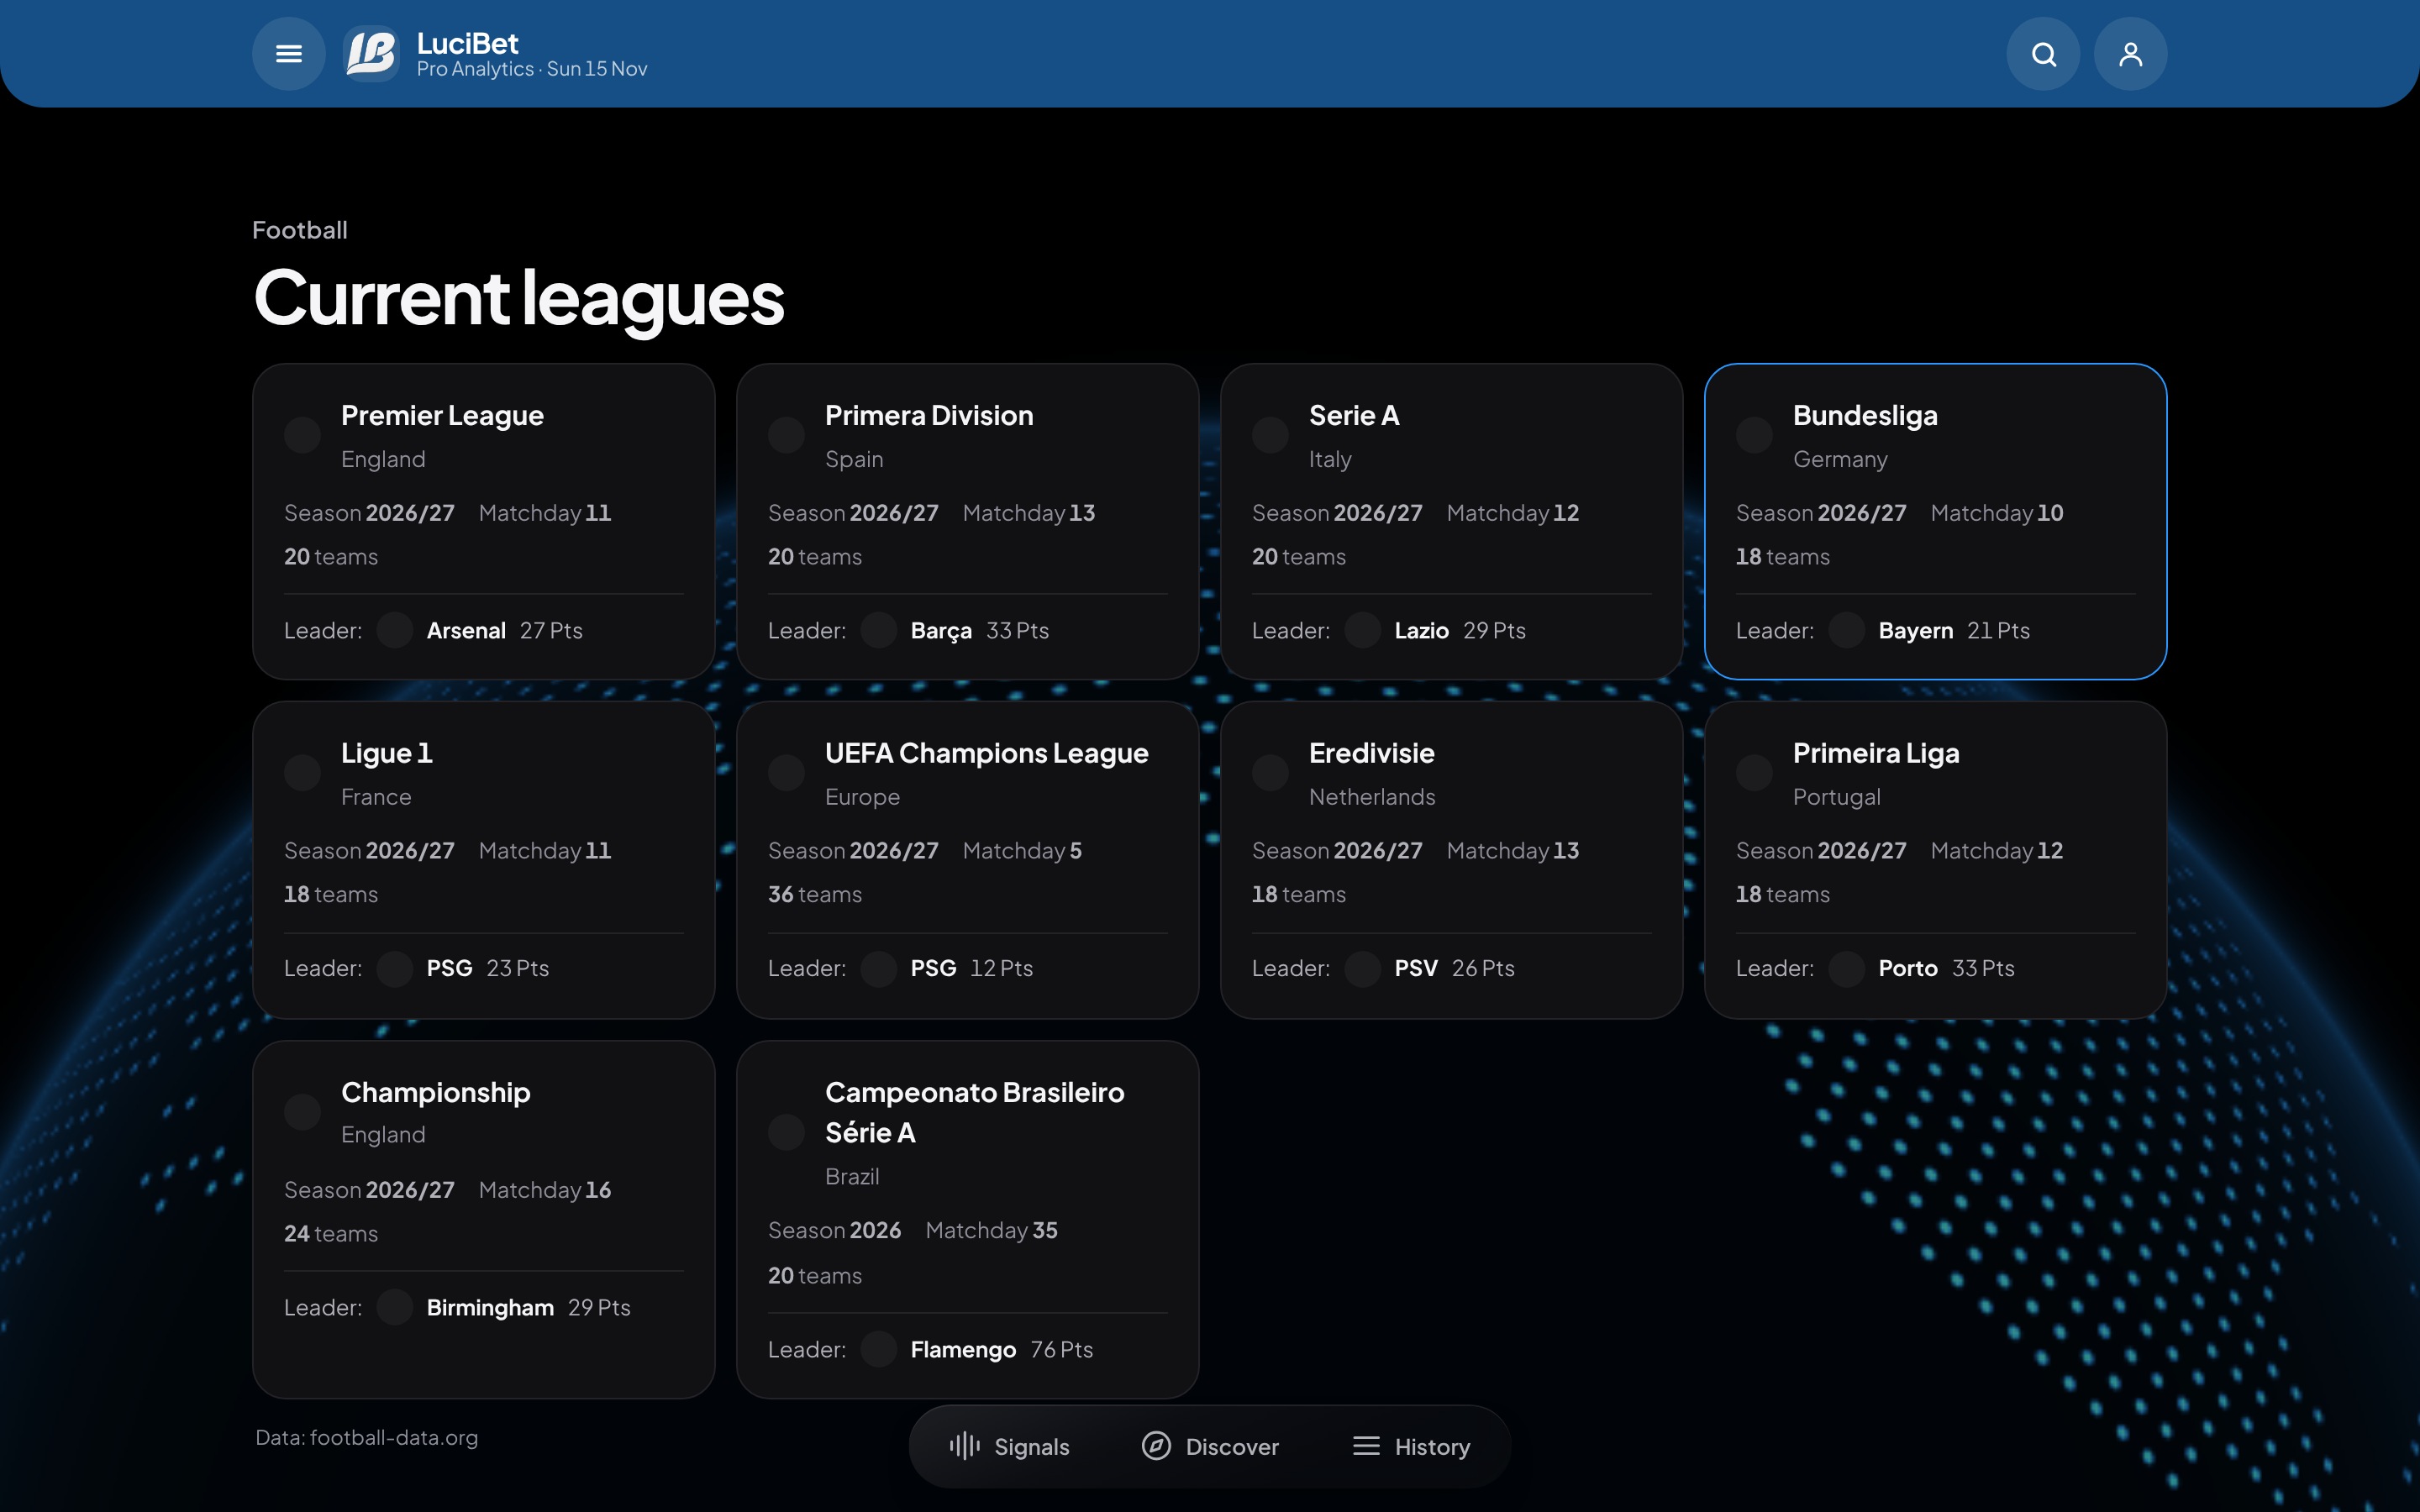 LuciBet
Pro Analytics · Sun 15 Nov
Football
Current leagues
Premier League
England
Season 2026/27 Matchday 11
20 teams
Leader: Arsenal 27 Pts
Primera Division
Spain
Season 2026/27 Matchday 13
20 teams
Leader: Barça 33 Pts
Serie A
Italy
Season 2026/27 Matchday 12
20 teams
Leader: Lazio 29 Pts
Bundesliga
Germany
Season 2026/27 Matchday 10
18 teams
Leader: Bayern 21 Pts
Ligue 1
France
Season 2026/27 Matchday 11
18 teams
Leader: PSG 23 Pts
UEFA Champions League
Europe
Season 2026/27 Matchday 5
36 teams
Leader: PSG 12 Pts
Eredivisie
Netherlands
Season 2026/27 Matchday 13
18 teams
Leader: PSV 26 Pts
Primeira Liga
Portugal
Season 2026/27 Matchday 12
18 teams
Leader: Porto 33 Pts
Championship
England
Season 2026/27 Matchday 16
24 teams
Leader: Birmingham 29 Pts
Campeonato Brasileiro
Série A
Brazil
Season 2026 Matchday 35
20 teams
Leader: Flamengo 76 Pts
Data: football-data.org
Signals Discover History